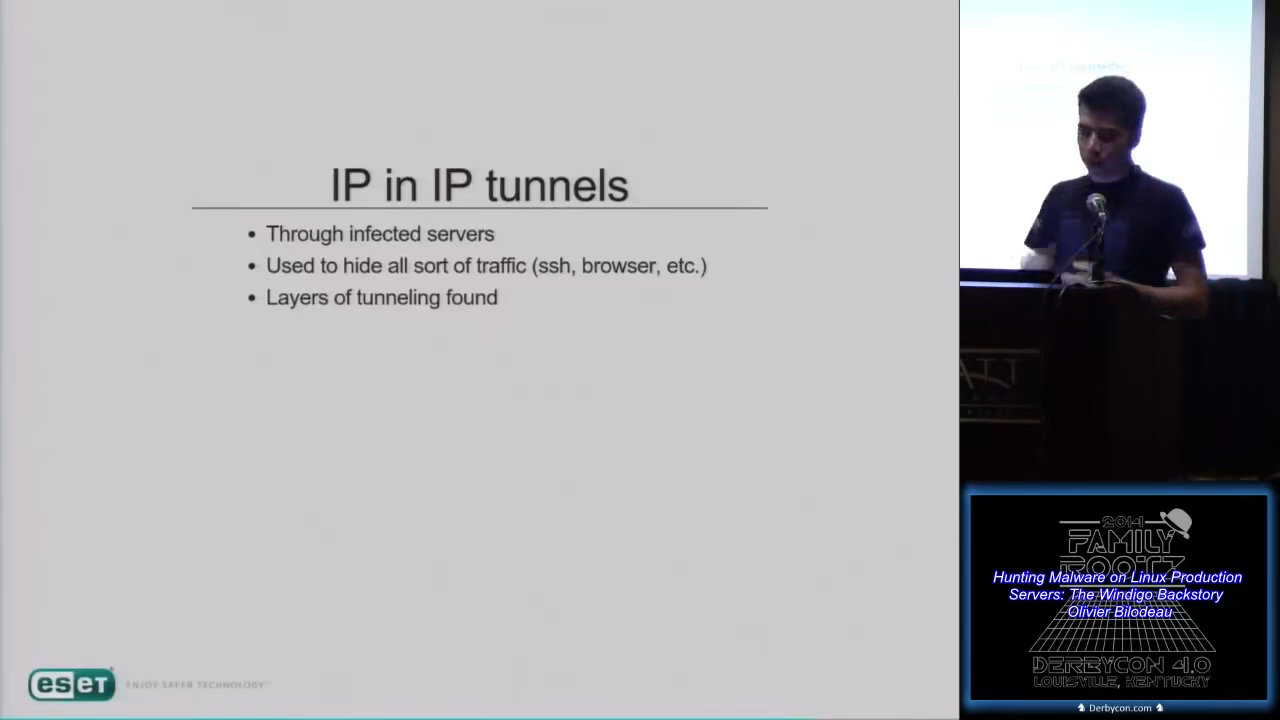 IP in IP tunnels
• Through infected servers
• Used to hide all sort of traffic (ssh, browser, etc.)
• Layers of tunneling found
eseT
ENJOY SAFER TECHNOLOGY
2014
FAMILY
ROOTZ
Hunting Malware on Linux Production
Servers: The Windigo Backstory
Olivier Bilodeau
DERBYCON 4.0
LOUISVILLE, KENTUCKY
Derbycon.com